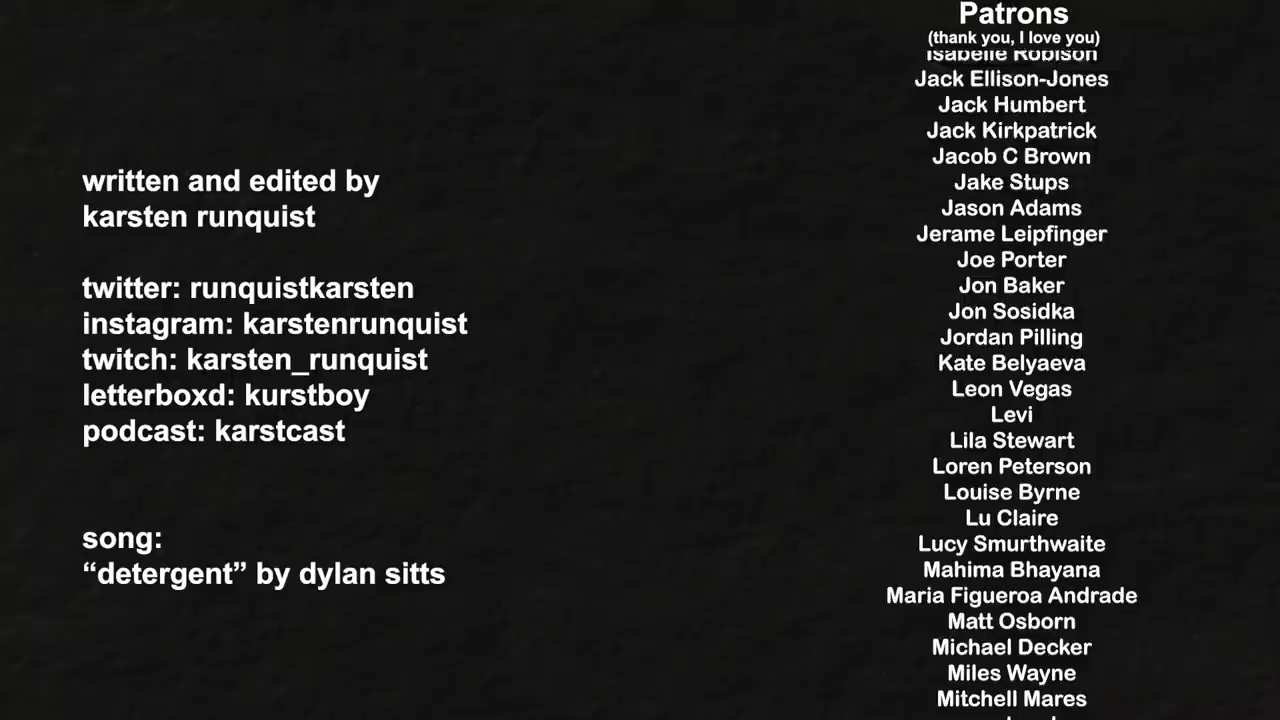 written and edited by
karsten runquist
twitter: runquistkarsten
instagram: karstenrunquist
twitch: karsten_runquist
letterboxd: kurstboy
podcast: karstcast
song:
“detergent” by dylan sitts
Patrons
(thank you, I love you)
Isabelle Robison
Jack Ellison-Jones
Jack Humbert
Jack Kirkpatrick
Jacob C Brown
Jake Stups
Jason Adams
Jerame Leipfinger
Joe Porter
Jon Baker
Jon Sosidka
Jordan Pilling
Kate Belyaeva
Leon Vegas
Levi
Lila Stewart
Loren Peterson
Louise Byrne
Lu Claire
Lucy Smurthwaite
Mahima Bhayana
Maria Figueroa Andrade
Matt Osborn
Michael Decker
Miles Wayne
Mitchell Mares